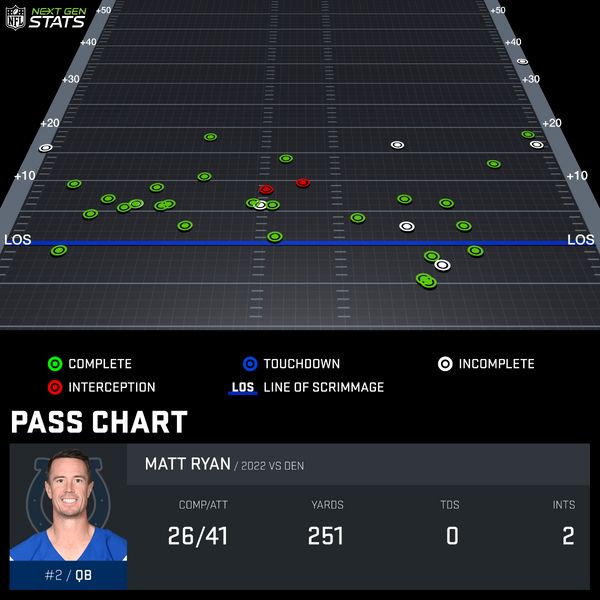 NFL NEXT GEN
STATS
+50 +50
+40 +40
+30 +30
+20 +20
+10 +10
LOS LOS
COMPLETE TOUCHDOWN INCOMPLETE
INTERCEPTION LOS LINE OF SCRIMMAGE
PASS CHART
MATT RYAN / 2022 VS DEN
COMP/ATT YARDS TDS INTS
26/41 251 0 2
#2 / QB